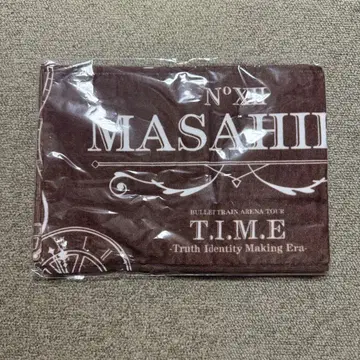 Nº XII
MASAHI
BULLET TRAIN ARENA TOUR
T.I.M.E
-Truth Identity Making Era-